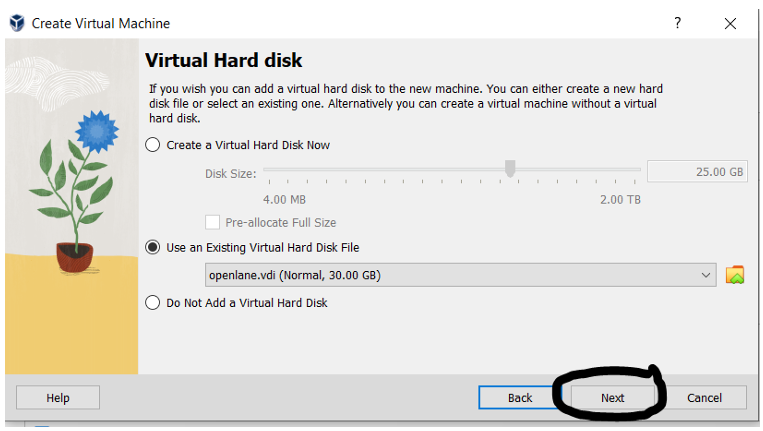 Create Virtual Machine
?
Virtual Hard disk
If you wish you can add a virtual hard disk to the new machine. You can either create a new hard
disk file or select an existing one. Alternatively you can create a virtual machine without a virtual
hard disk.
Create a Virtual Hard Disk Now
Disk Size:
25.00 GB
4.00 MB
2.00 TB
Pre-allocate Full Size
Use an Existing Virtual Hard Disk File
openlane.vdi (Normal, 30.00 GB)
Do Not Add a Virtual Hard Disk
Help
Back
Next
Cancel